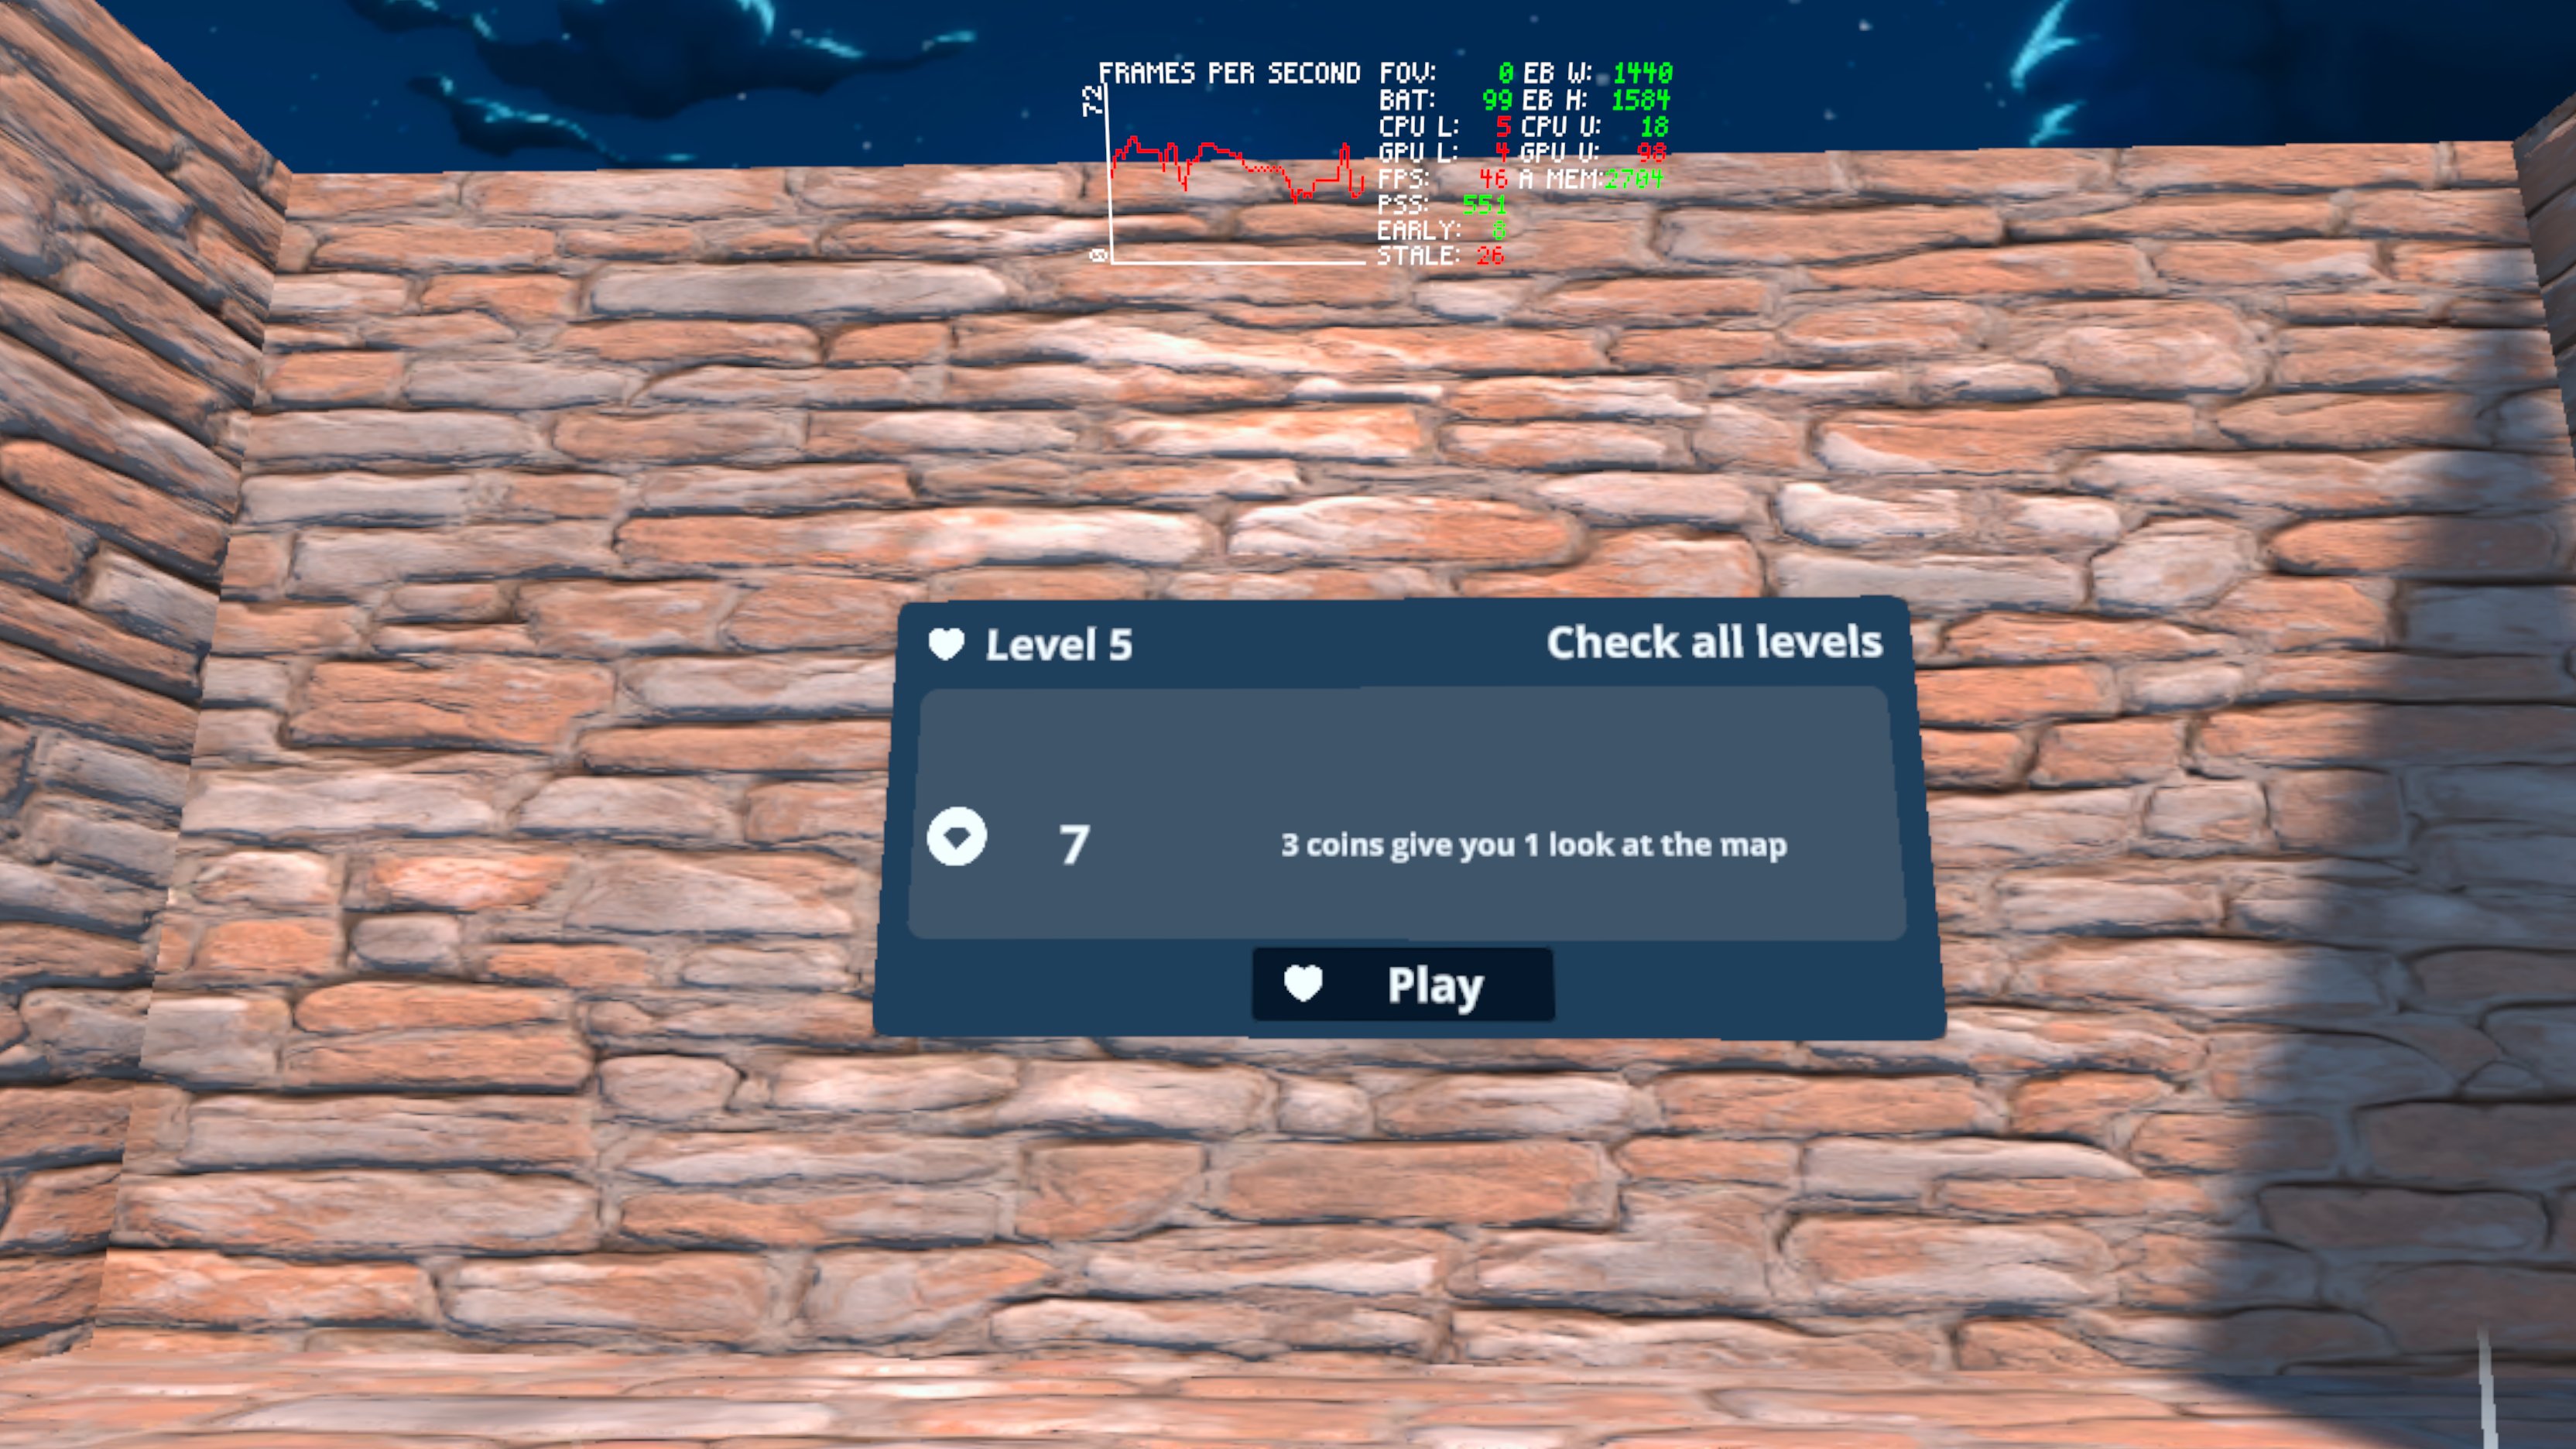 FRAMES PER SECOND
72
0
FOV: 0 EB W: 1440
BAT: 99 EB H: 1584
CPU L: 5 CPU U: 18
GPU L: 4 GPU U: 98
FPS: 46 A MEM:2704
PSS: 551
EARLY: 8
STALE: 26
Level 5
Check all levels
7
3 coins give you 1 look at the map
Play